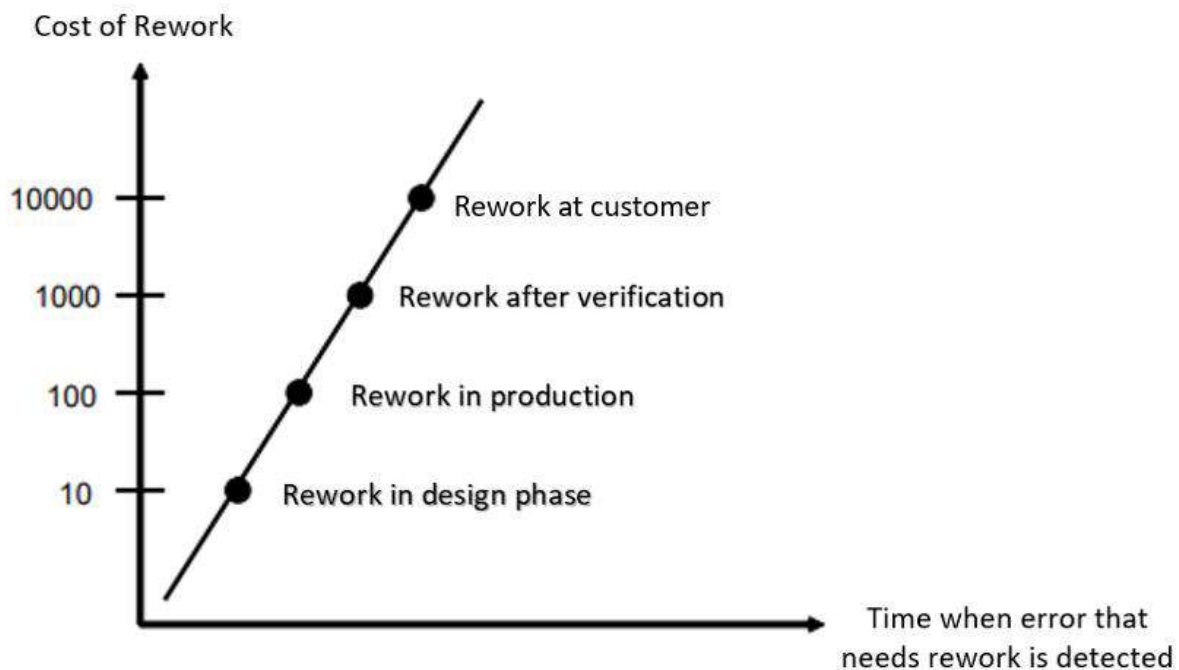 Cost of Rework
10000
Rework at customer
1000
Rework after verification
100
Rework in production
10
Rework in design phase
Time when error that
needs rework is detected